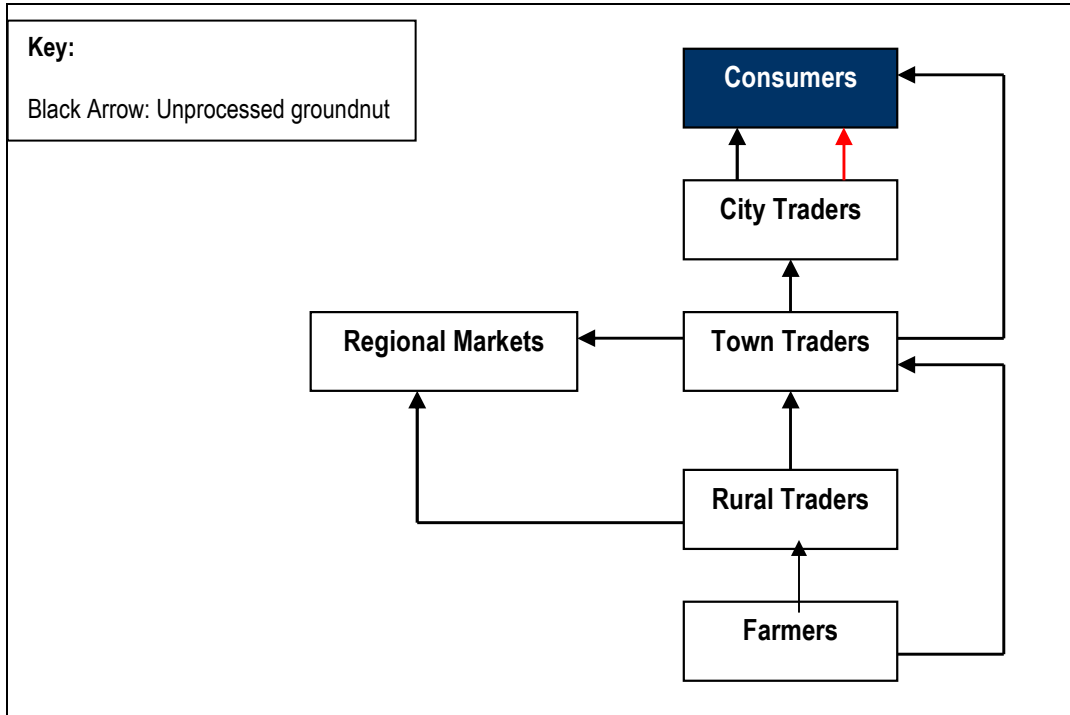 Key:
Black Arrow: Unprocessed groundnut
Consumers
City Traders
Regional Markets
Town Traders
Rural Traders
Farmers